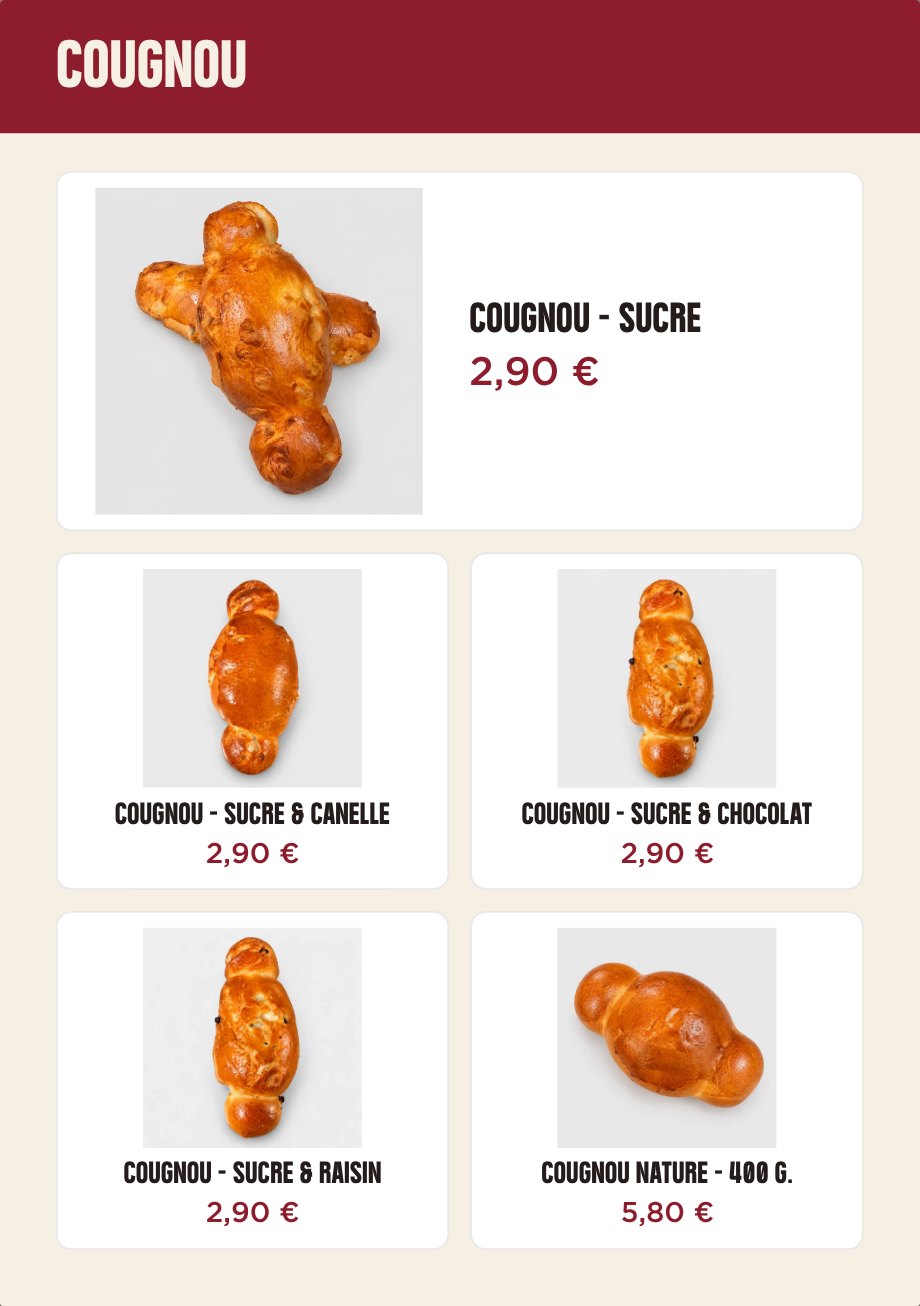 COUGNOU
COUGNOU - SUCRE
2,90 €
COUGNOU - SUCRE & CANELLE
2,90 €
COUGNOU - SUCRE & CHOCOLAT
2,90 €
COUGNOU - SUCRE & RAISIN
2,90 €
COUGNOU NATURE - 400 G.
5,80 €